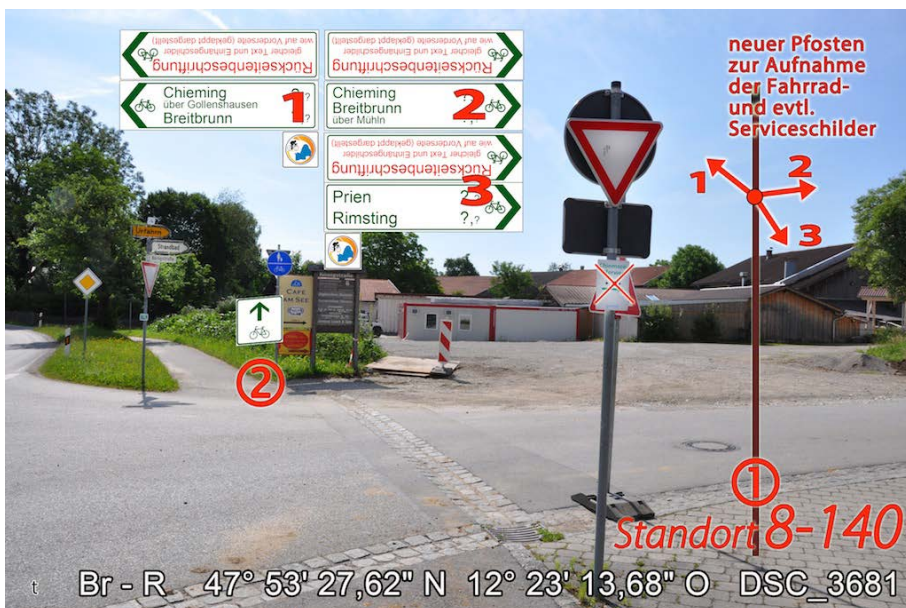 wie auf Vorderseite (geklappt dargestellt)
gleicher Text und Einhängeschilder
Rückseitenbeschriftung
Chieming
über Gollenshausen
Breitbrunn
?
?,?
1
wie auf Vorderseite (geklappt dargestellt)
gleicher Text und Einhängeschilder
Rückseitenbeschriftung
Chieming
Breitbrunn
über Mühln
2
wie auf Vorderseite (geklappt dargestellt)
gleicher Text und Einhängeschilder
Rückseitenbeschriftung
3
Prien
Rimsting
?,?
neuer Pfosten
zur Aufnahme
der Fahrrad-
und evtl.
Serviceschilder
1
2
3
Strandbad
CAFE
AM SEE
2
1
Standort 8-140
t Br - R 47° 53' 27,62" N 12° 23' 13,68" O DSC_3681